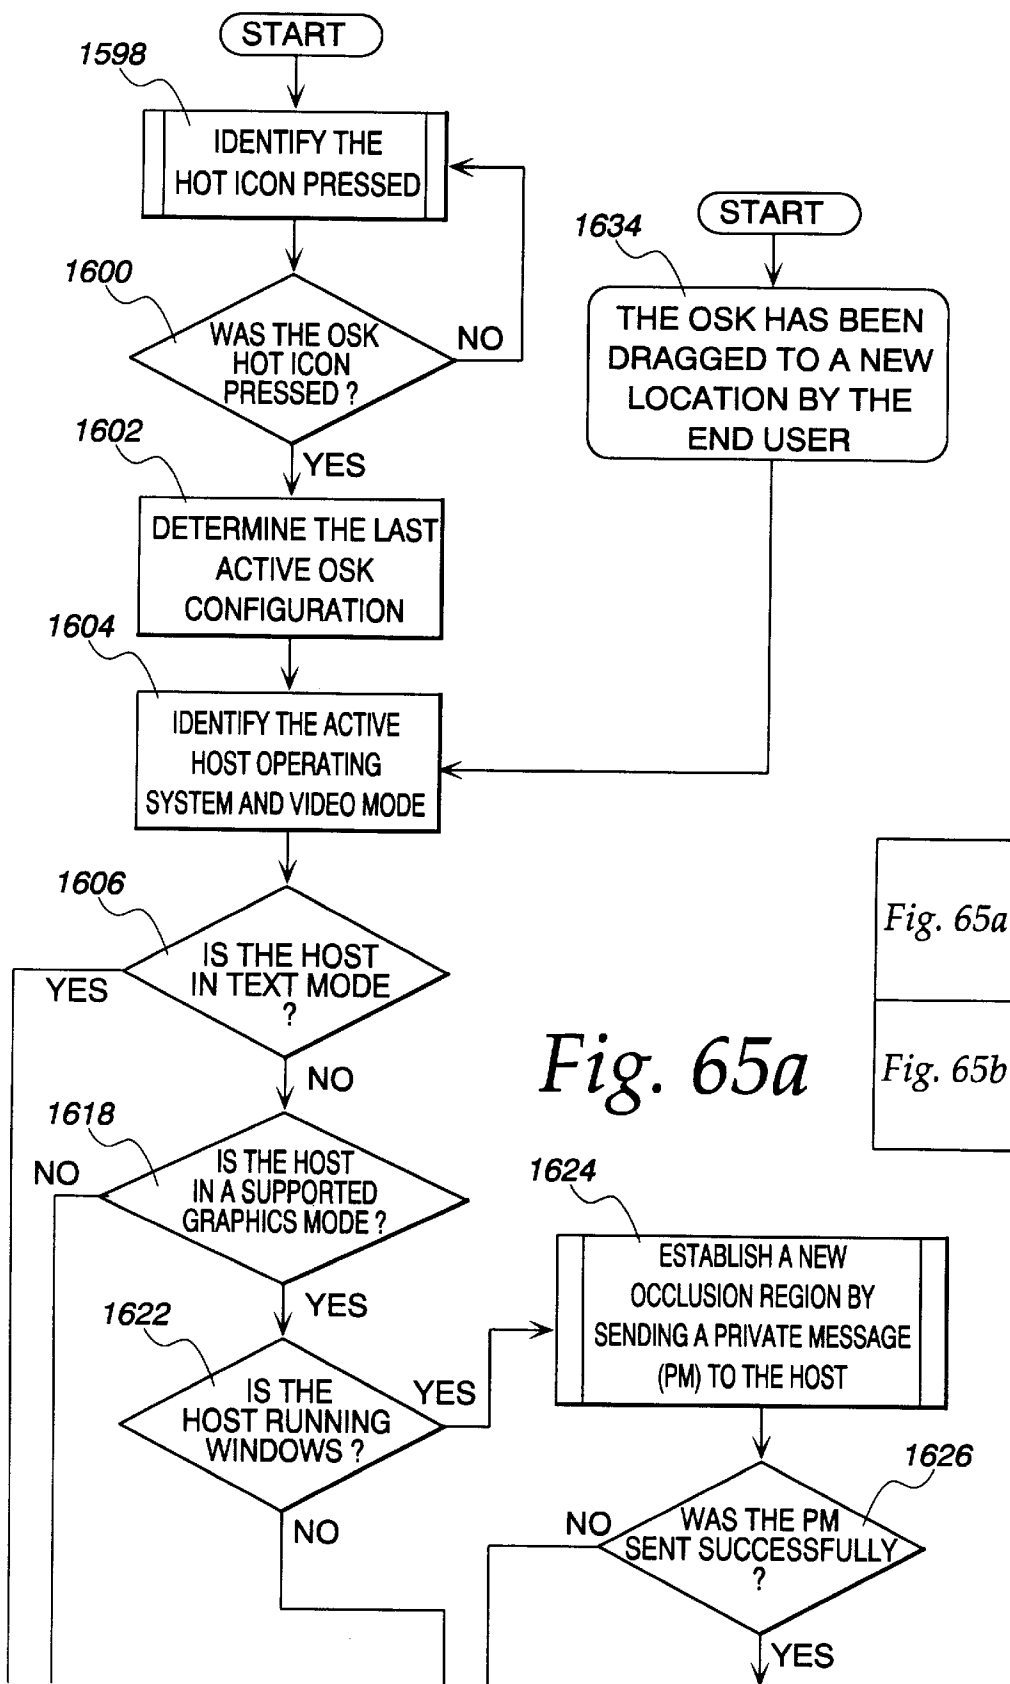 START
1598
IDENTIFY THE
HOT ICON PRESSED
1600
WAS THE OSK
HOT ICON
PRESSED ?
NO
YES
1602
DETERMINE THE LAST
ACTIVE OSK
CONFIGURATION
1604
IDENTIFY THE ACTIVE
HOST OPERATING
SYSTEM AND VIDEO MODE
START
1634
THE OSK HAS BEEN
DRAGGED TO A NEW
LOCATION BY THE
END USER
1606
IS THE HOST
IN TEXT MODE
?
YES
NO
Fig. 65a
Fig. 65a
Fig. 65b
1618
IS THE HOST
IN A SUPPORTED
GRAPHICS MODE ?
NO
YES
1622
IS THE
HOST RUNNING
WINDOWS ?
YES
NO
1624
ESTABLISH A NEW
OCCLUSION REGION BY
SENDING A PRIVATE MESSAGE
(PM) TO THE HOST
1626
WAS THE PM
SENT SUCCESSFULLY
?
NO
YES